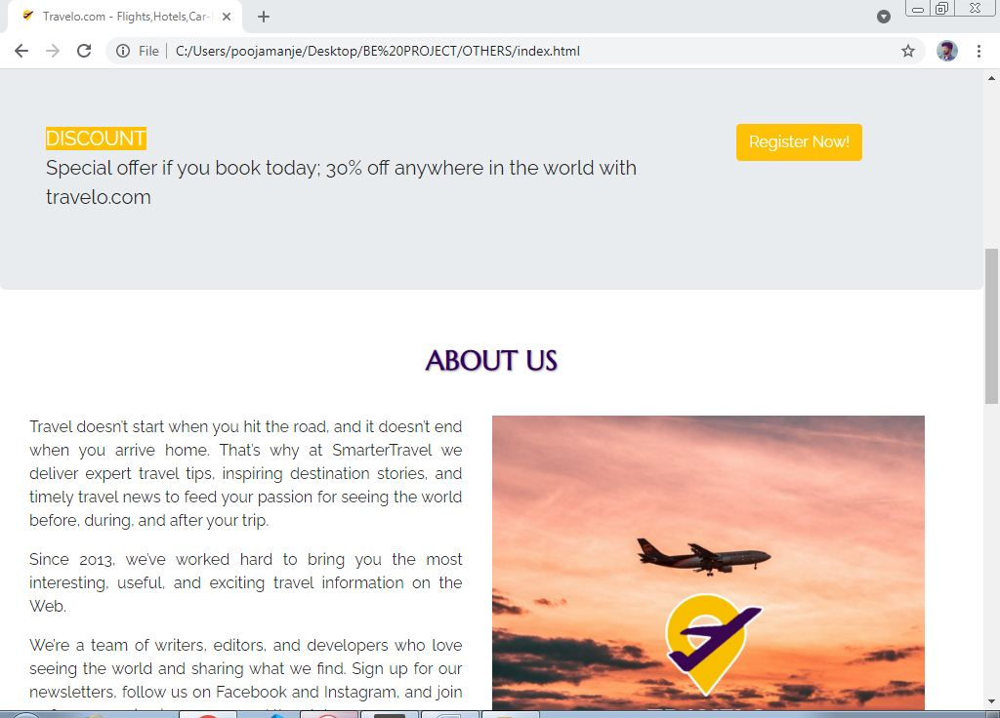 Travelo.com - Flights,Hotels,Car-
File
C:/Users/poojamanje/Desktop/BE%20PROJECT/OTHERS/index.html
DISCOUNT
Special offer if you book today; 30% off anywhere in the world with
travelo.com
Register Now!
ABOUT US
Travel doesn't start when you hit the road, and it doesn't end
when you arrive home. That's why at SmarterTravel we
deliver expert travel tips, inspiring destination stories, and
timely travel news to feed your passion for seeing the world
before, during, and after your trip.
Since 2013, we've worked hard to bring you the most
interesting, useful, and exciting travel information on the
Web.
We're a team of writers, editors, and developers who love
seeing the world and sharing what we find. Sign up for our
newsletters, follow us on Facebook and Instagram, and join